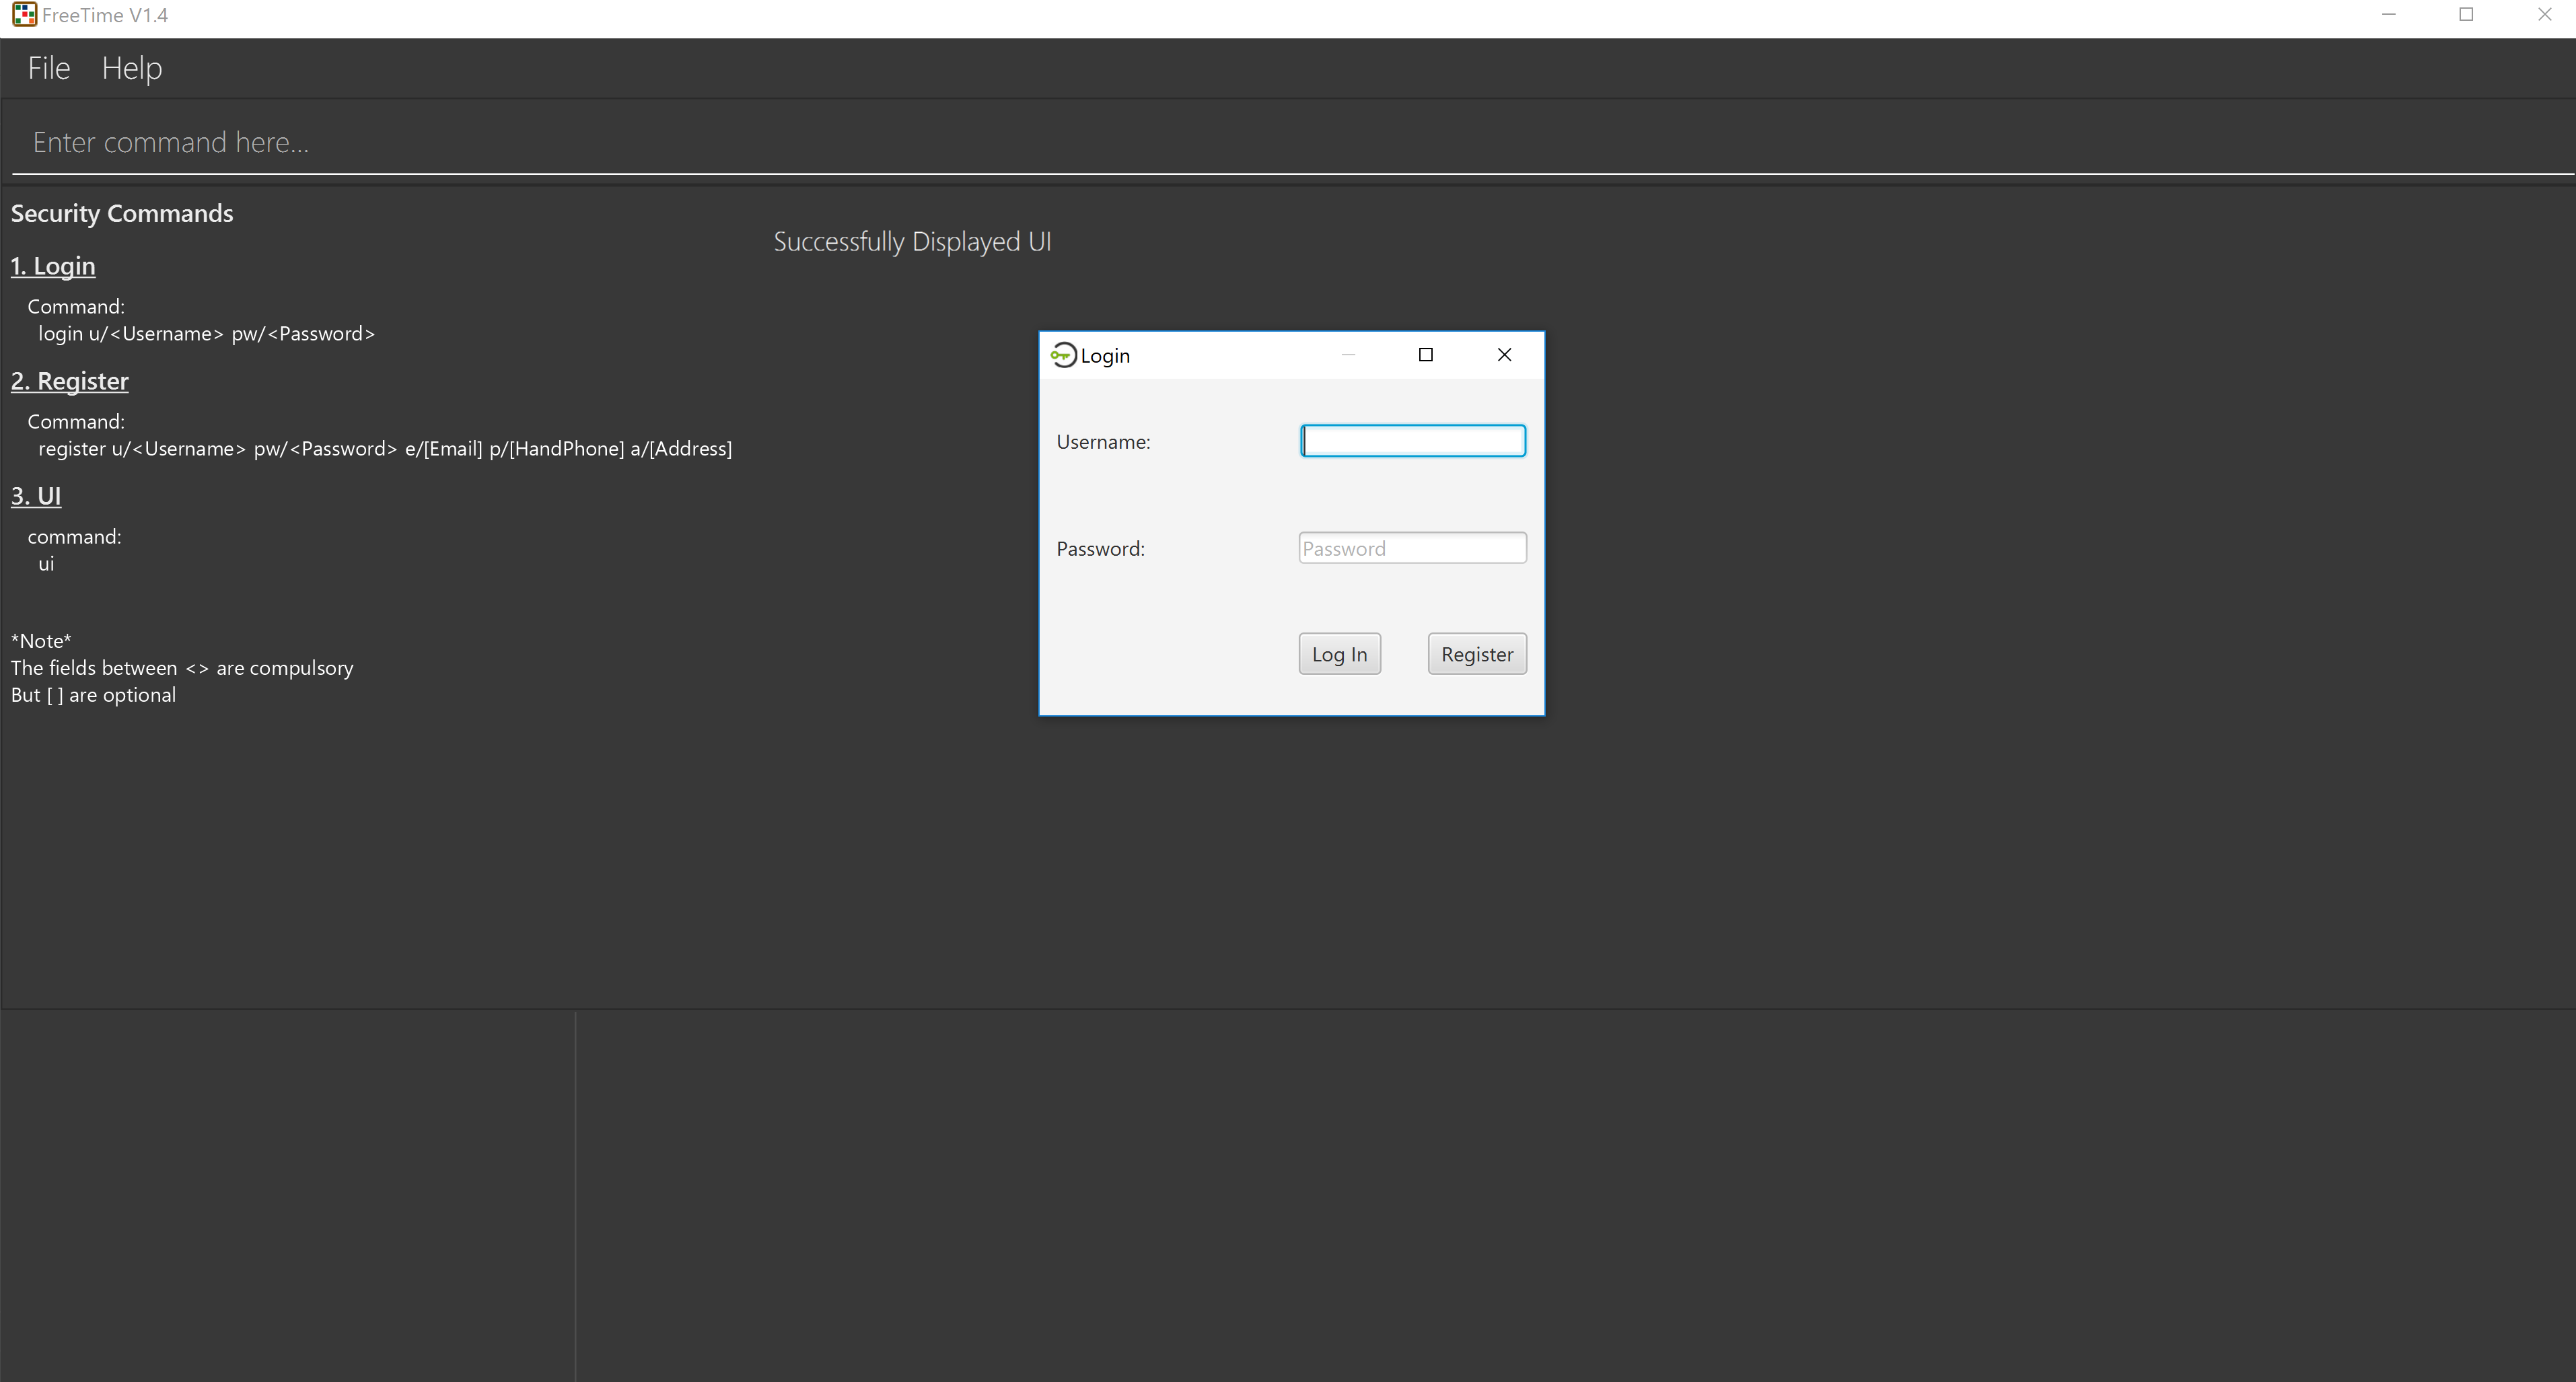 FreeTime V1.4
File Help
Enter command here...
Security Commands
Successfully Displayed UI
1. Login
Command:
login u/<Username> pw/<Password>
2. Register
Command:
register u/<Username> pw/<Password> e/[Email] p/[HandPhone] a/[Address]
3. UI
command:
ui
*Note*
The fields between <> are compulsory
But [ ] are optional
Login
Username:
Password:
Password
Log In
Register